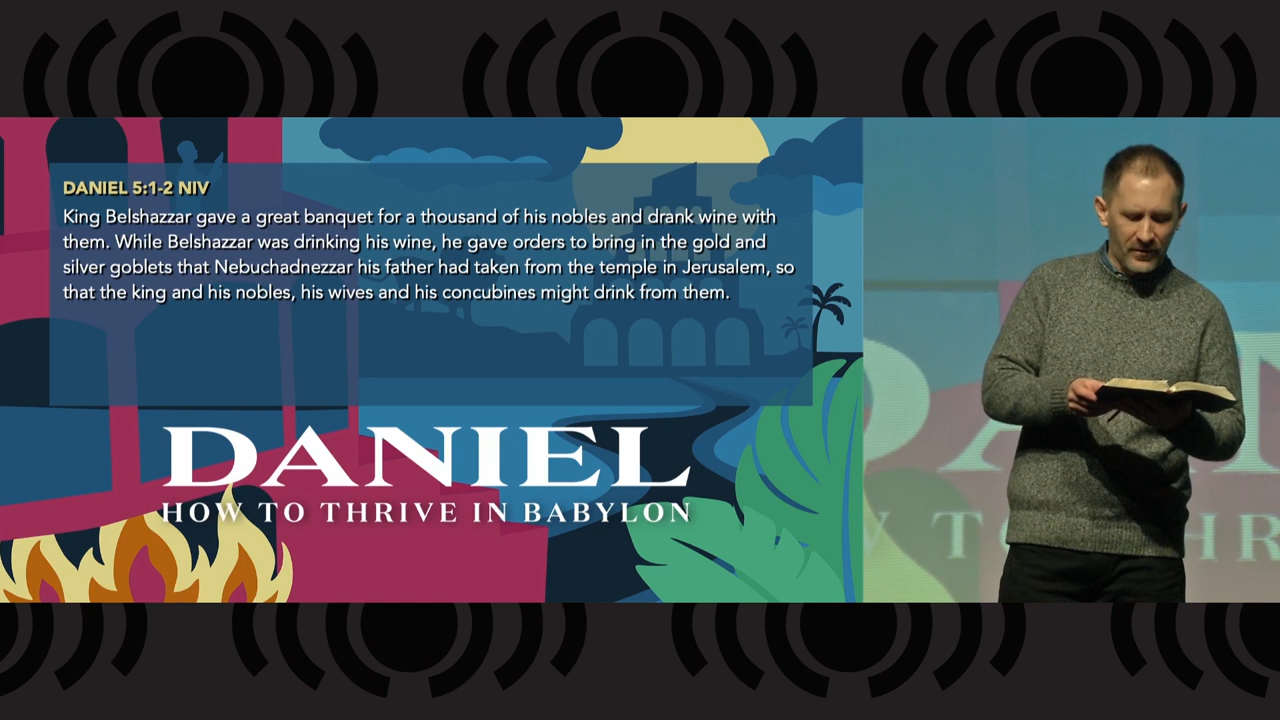 DANIEL 5:1-2 NIV
King Belshazzar gave a great banquet for a thousand of his nobles and drank wine with
them. While Belshazzar was drinking his wine, he gave orders to bring in the gold and
silver goblets that Nebuchadnezzar his father had taken from the temple in Jerusalem, so
that the king and his nobles, his wives and his concubines might drink from them.
DANIEL
HOW TO THRIVE IN BABYLON